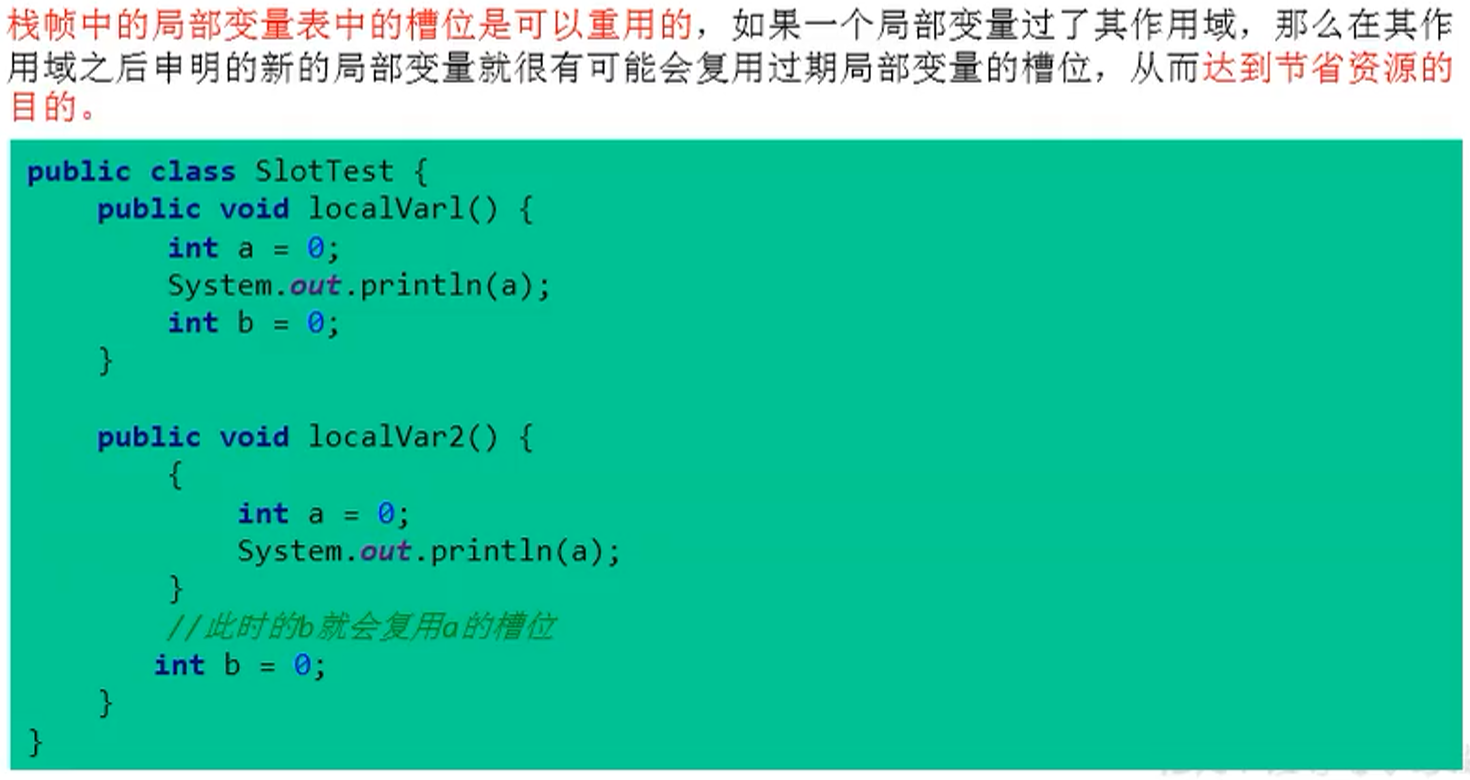 栈帧中的局部变量表中的槽位是可以重用的，如果一个局部变量过了其作用域，那么在其作
用域之后申明的新的局部变量就很有可能会复用过期局部变量的槽位，从而达到节省资源的
目的。
public class SlotTest {
public void localVarl() {
int a = 0;
System.out.println(a);
int b = 0;
}
public void localVar2() {
{
int a = 0;
System.out.println(a);
}
//此时的b就会复用a的槽位
int b = 0;
}
}